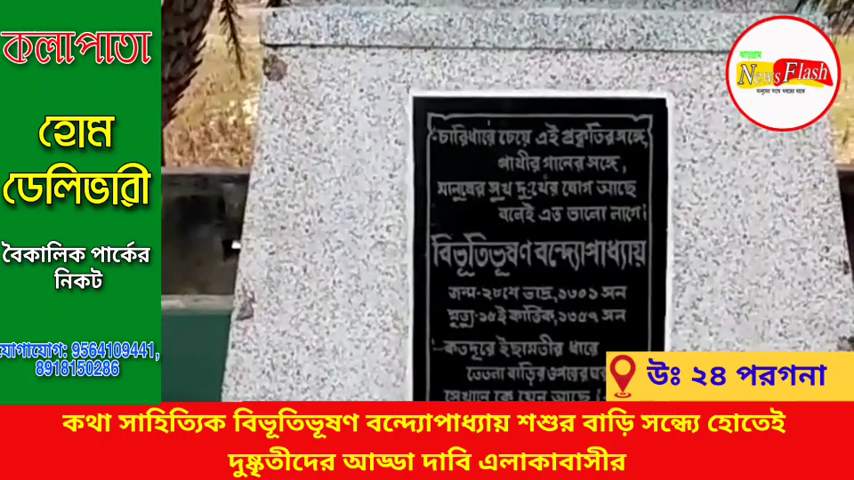 কলাপাতা
হোম
ডেলিভারী
বৈকালিক পার্কের
নিকট
যোগাযোগ: 9564109441,
8918150286
News Flash
চারিধারে চেয়ে এই প্রকৃতির সঙ্গে,
পাখীর গানের সঙ্গে,
মানুষের সুখ দুঃখের যোগ আছে
বলেই এত ভালো লাগে।
বিভূতিভূষণ বন্দ্যোপাধ্যায়
জন্ম-২৮শে ভাদ্র,১৩০১ সন
মৃত্যু-১৫ই কার্ত্তিক,১৩৫৭ সন
কতদূরে ইছামতীর ধারে
উঃ ২৪ পরগনা
কথা সাহিত্যিক বিভূতিভূষণ বন্দ্যোপাধ্যায় শশুর বাড়ি সন্ধ্যে হোতেই
দুষ্কৃতীদের আড্ডা দাবি এলাকাবাসীর